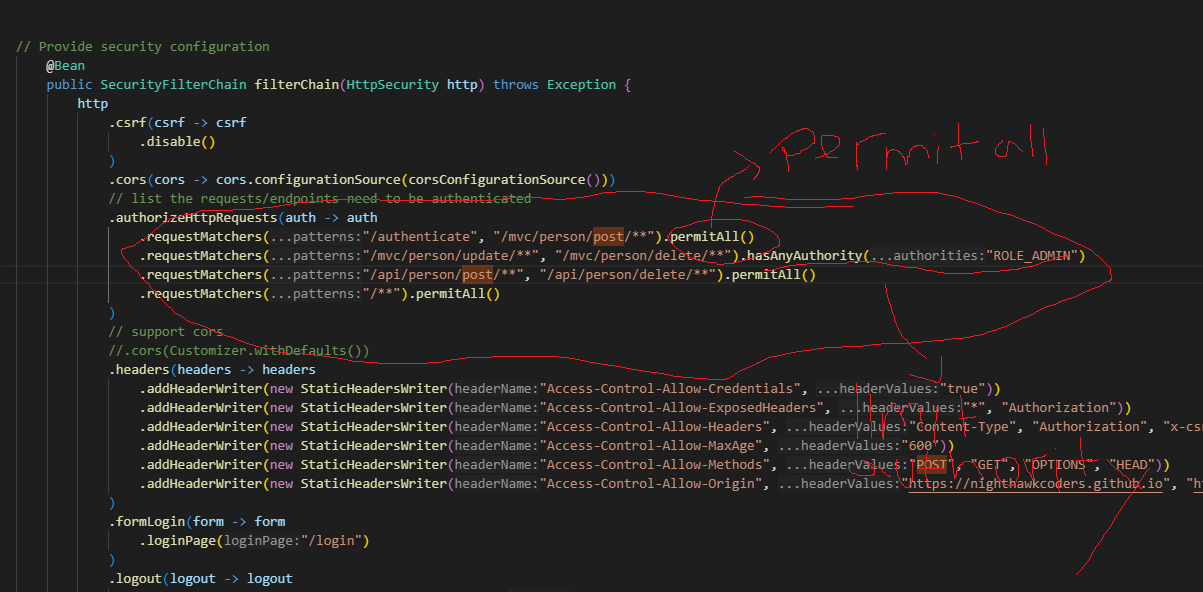 // Provide security configuration
@Bean
public SecurityFilterChain filterChain(HttpSecurity http) throws Exception {
http
.csrf(csrf -> csrf
.disable()
)
.cors(cors -> cors.configurationSource(corsConfigurationSource()))
// list the requests/endpoints need to be authenticated
.authorizeHttpRequests(auth -> auth
.requestMatchers(...patterns:"/authenticate", "/mvc/person/post/**").permitAll()
.requestMatchers(...patterns:"/mvc/person/update/**", "/mvc/person/delete/**").hasAnyAuthority(...authorities:"ROLE_ADMIN")
.requestMatchers(...patterns:"/api/person/post/**", "/api/person/delete/**").permitAll()
.requestMatchers(...patterns:"/**").permitAll()
)
// support cors
//.cors(Customizer.withDefaults())
.headers(headers -> headers
.addHeaderWriter(new StaticHeadersWriter(headerName:"Access-Control-Allow-Credentials", ...headerValues:"true"))
.addHeaderWriter(new StaticHeadersWriter(headerName:"Access-Control-Allow-ExposedHeaders", ...headerValues:"*", "Authorization"))
.addHeaderWriter(new StaticHeadersWriter(headerName:"Access-Control-Allow-Headers", ...headerValues:"Content-Type", "Authorization", "x-csr
.addHeaderWriter(new StaticHeadersWriter(headerName:"Access-Control-Allow-MaxAge", ...headerValues:"600"))
.addHeaderWriter(new StaticHeadersWriter(headerName:"Access-Control-Allow-Methods", ...headerValues:"POST", "GET", "OPTIONS", "HEAD"))
.addHeaderWriter(new StaticHeadersWriter(headerName:"Access-Control-Allow-Origin", ...headerValues:"https://nighthawkcoders.github.io", "h
)
.formLogin(form -> form
.loginPage(loginPage:"/login")
)
.logout(logout -> logout
Permit all